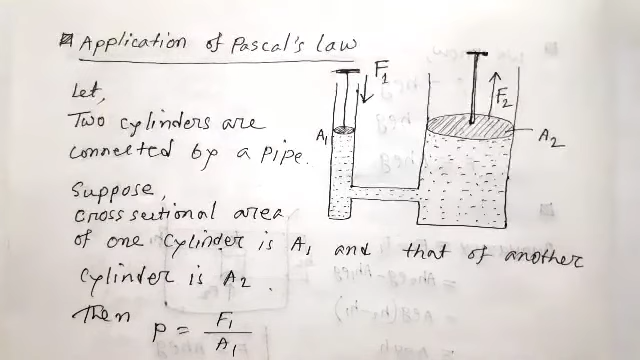 Application of Pascal's law
Let,
Two cylinders are
connected by a pipe.
Suppose,
cross sectional area
of one cylinder is A1 and that of another
cylinder is A2.
Then p = F1/A1
F1
F2
A1
A2